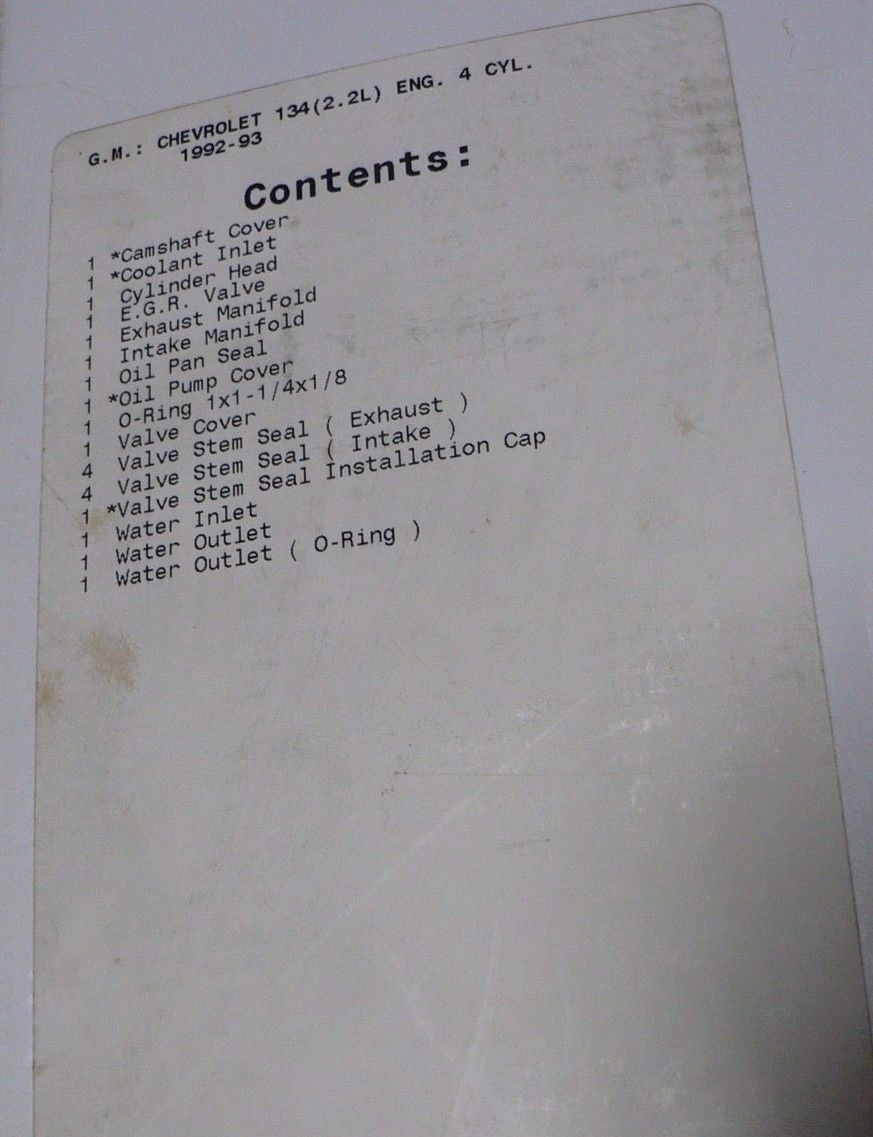 G.M.: CHEVROLET 134(2.2L) ENG. 4 CYL.
1992-93
Contents:
1 *Camshaft Cover
1 *Coolant Inlet
1 Cylinder Head
1 E.G.R. Valve
1 Exhaust Manifold
1 Intake Manifold
1 Oil Pan Seal
1 *Oil Pump Cover
1 O-Ring 1x1-1/4x1/8
1 Valve Cover
4 Valve Stem Seal ( Exhaust )
4 Valve Stem Seal ( Intake )
1 *Valve Stem Seal Installation Cap
1 Water Inlet
1 Water Outlet
1 Water Outlet ( O-Ring )